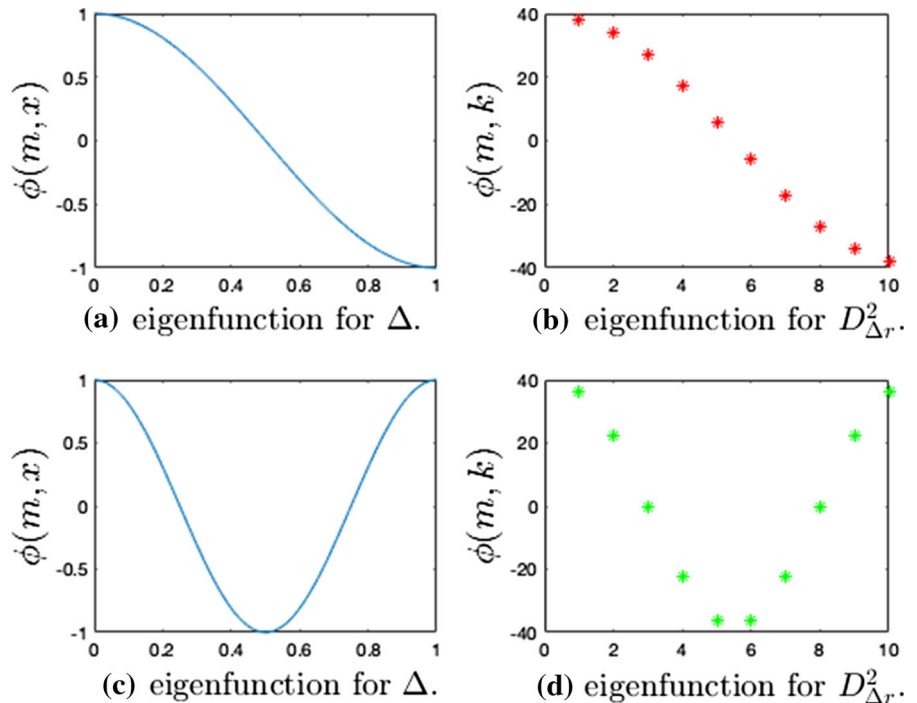 1
0.5
0
-0.5
-1
ϕ(m, x)
0 0.2 0.4 0.6 0.8 1
(a) eigenfunction for Δ.
40
20
0
-20
-40
ϕ(m, k)
0 2 4 6 8 10
(b) eigenfunction for D²_Δr.
1
0.5
0
-0.5
-1
ϕ(m, x)
0 0.2 0.4 0.6 0.8 1
(c) eigenfunction for Δ.
40
20
0
-20
-40
ϕ(m, k)
0 2 4 6 8 10
(d) eigenfunction for D²_Δr.